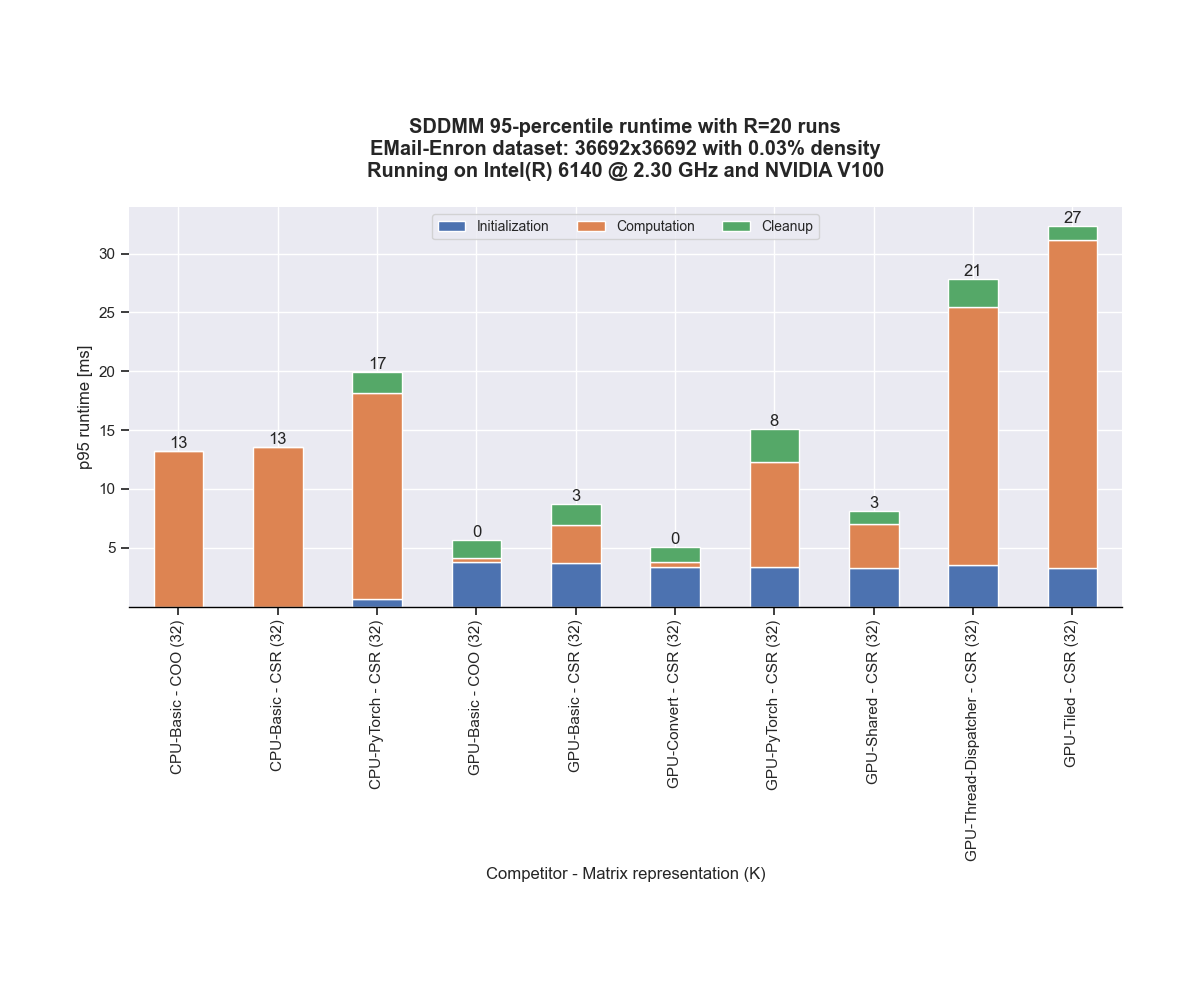 SDDMM 95-percentile runtime with R=20 runs
EMail-Enron dataset: 36692x36692 with 0.03% density
Running on Intel(R) 6140 @ 2.30 GHz and NVIDIA V100
Initialization Computation Cleanup
p95 runtime [ms]
30
25
20
15
10
5
13
13
17
0
3
0
8
3
21
27
CPU-Basic - COO (32)
CPU-Basic - CSR (32)
CPU-PyTorch - CSR (32)
GPU-Basic - COO (32)
GPU-Basic - CSR (32)
GPU-Convert - CSR (32)
GPU-PyTorch - CSR (32)
GPU-Shared - CSR (32)
GPU-Thread-Dispatcher - CSR (32)
GPU-Tiled - CSR (32)
Competitor - Matrix representation (K)